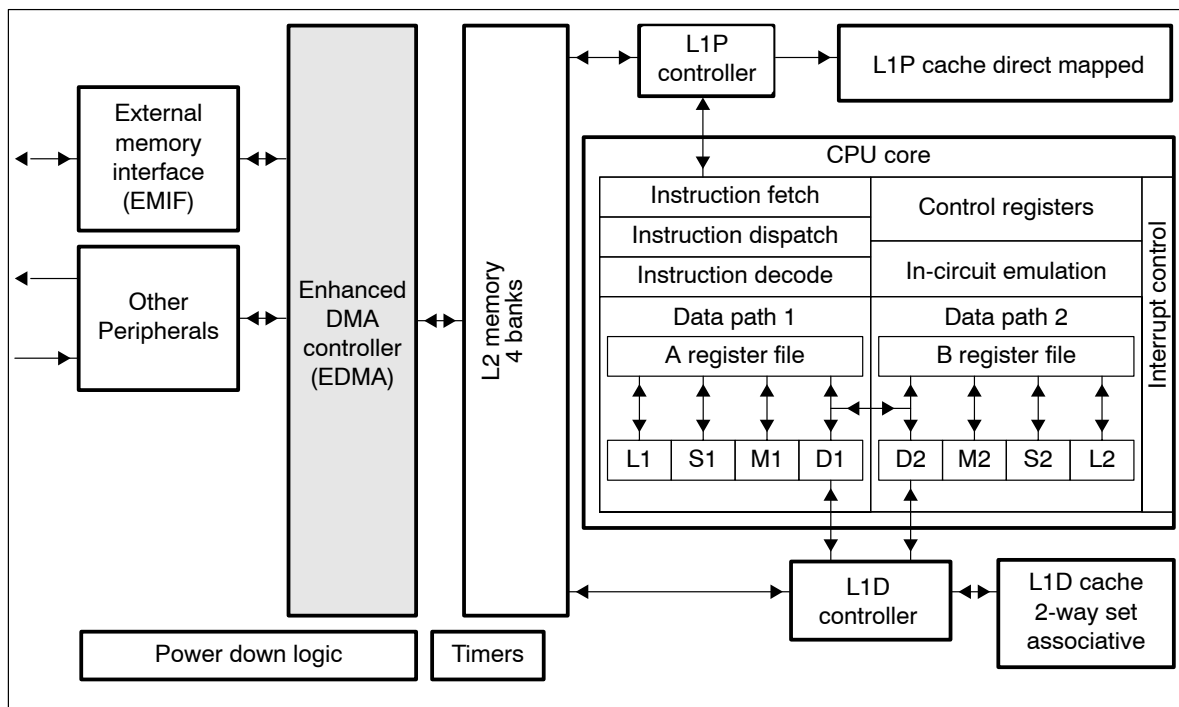 L1P
controller
L1P cache direct mapped
External
memory
interface
(EMIF)
CPU core
Instruction fetch
Control registers
Instruction dispatch
Instruction decode
In-circuit emulation
Interrupt control
Other
Peripherals
Enhanced
DMA
controller
(EDMA)
L2 memory
4 banks
Data path 1
Data path 2
A register file
B register file
L1
S1
M1
D1
D2
M2
S2
L2
L1D
controller
L1D cache
2-way set
associative
Power down logic
Timers